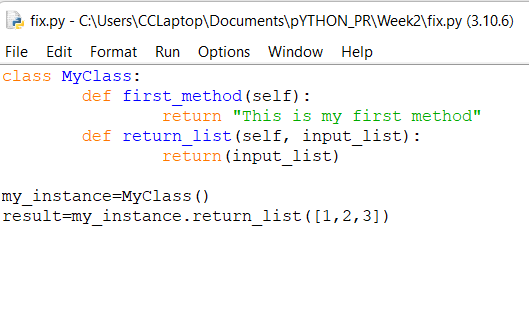 fix.py - C:\Users\CCLaptop\Documents\pYTHON_PR\Week2\fix.py (3.10.6)
File Edit Format Run Options Window Help
class MyClass:
        def first_method(self):
                return "This is my first method"
        def return_list(self, input_list):
                return(input_list)

my_instance=MyClass()
result=my_instance.return_list([1,2,3])